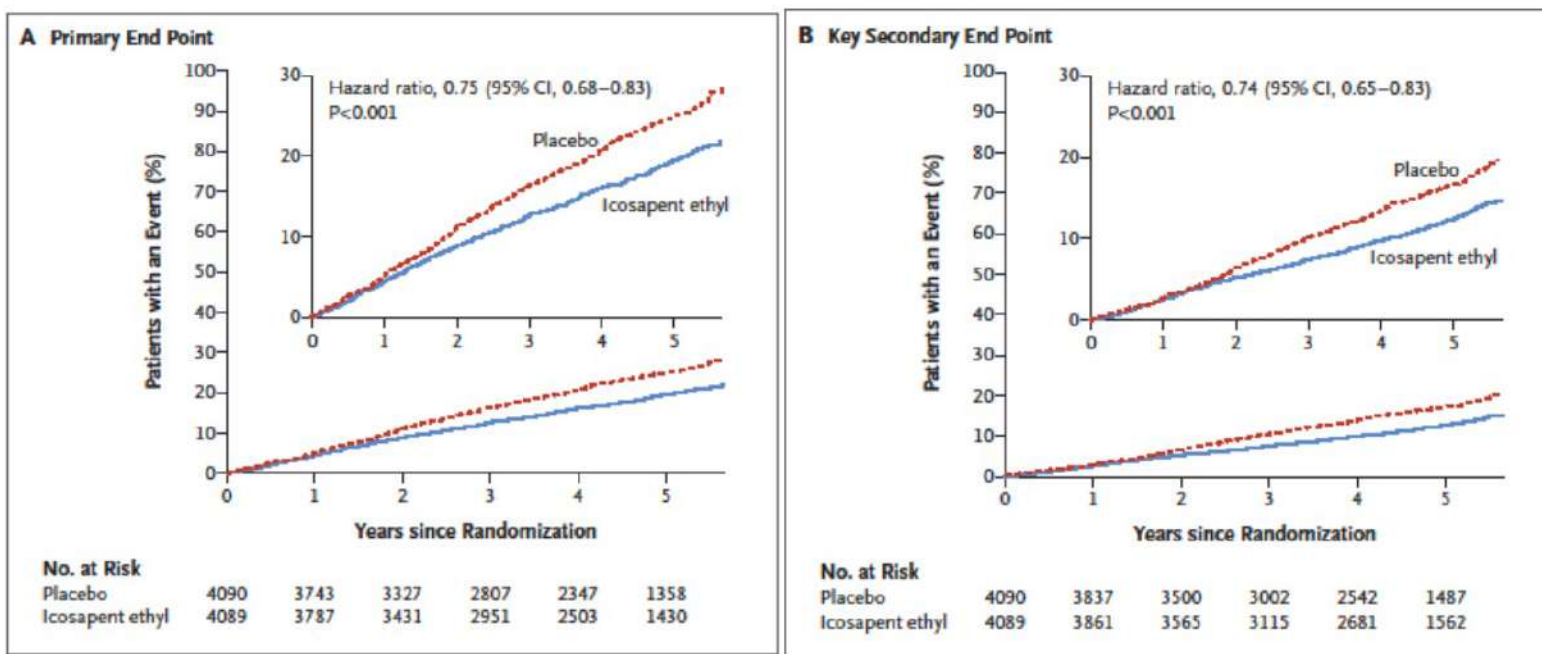 A Primary End Point
Patients with an Event (%)
100
90
80
70
60
50
40
30
20
10
0
0 1 2 3 4 5
30
20
10
0
0 1 2 3 4 5
Hazard ratio, 0.75 (95% CI, 0.68–0.83)
P<0.001
Placebo
Icosapent ethyl
Years since Randomization
No. at Risk
Placebo 4090 3743 3327 2807 2347 1358
Icosapent ethyl 4089 3787 3431 2951 2503 1430
B Key Secondary End Point
Patients with an Event (%)
100
90
80
70
60
50
40
30
20
10
0
0 1 2 3 4 5
30
20
10
0
0 1 2 3 4 5
Hazard ratio, 0.74 (95% CI, 0.65–0.83)
P<0.001
Placebo
Icosapent ethyl
Years since Randomization
No. at Risk
Placebo 4090 3837 3500 3002 2542 1487
Icosapent ethyl 4089 3861 3565 3115 2681 1562